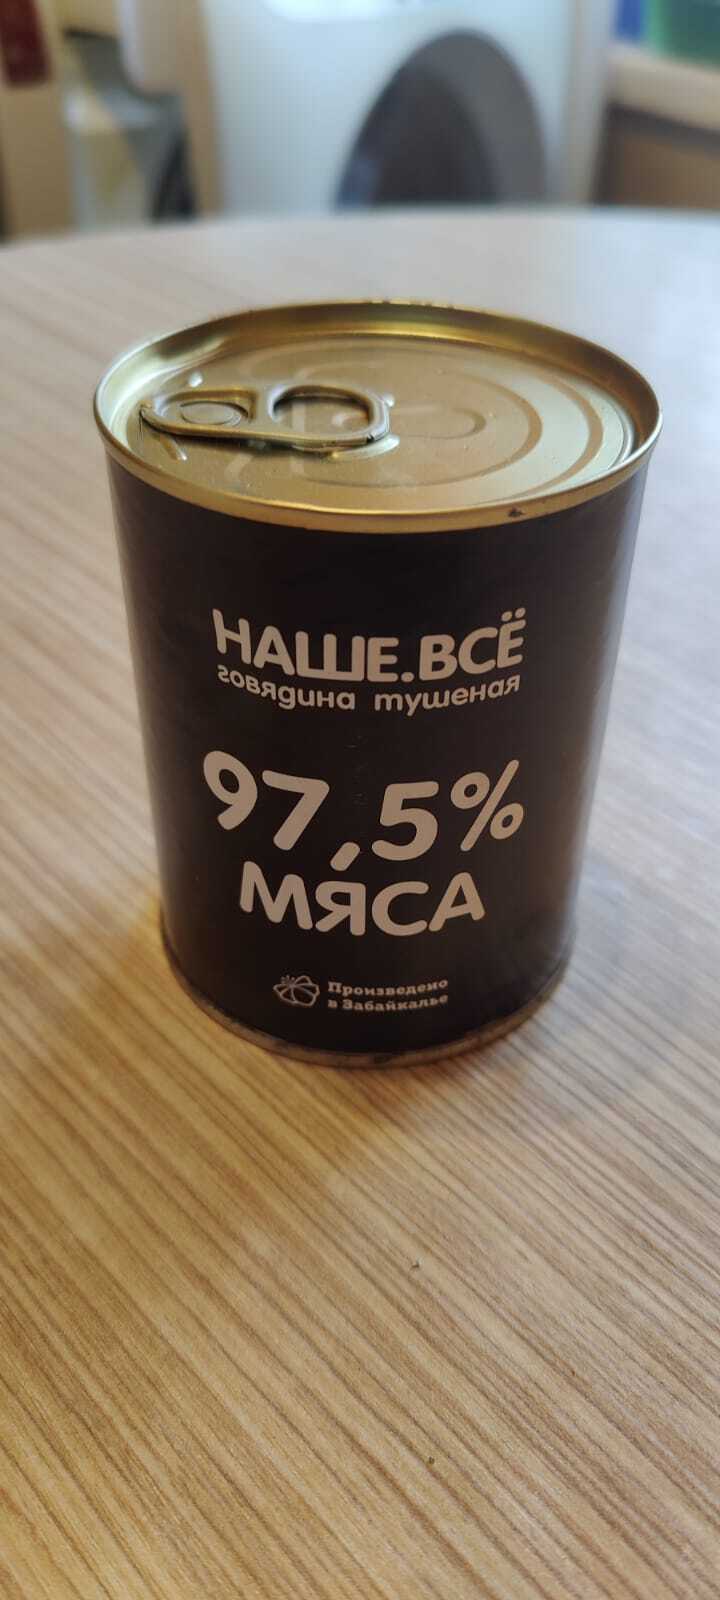 НАШЕ.ВСЁ
говядина тушеная
97,5%
МЯСА
Произведено
в Забайкалье